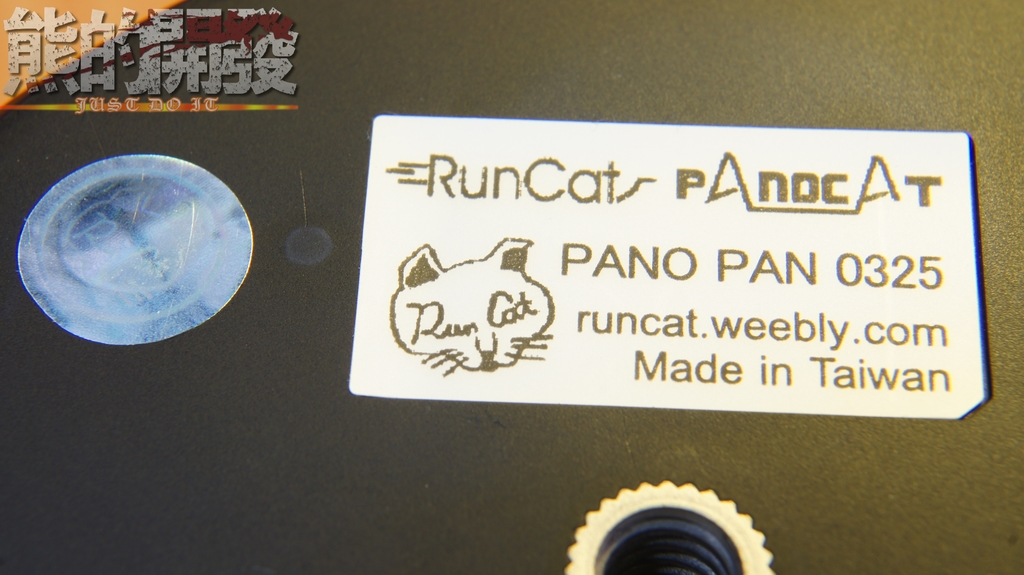 熊的開發
JUST DO IT
RunCat PANOCAT
PANO PAN 0325
Run Cat
runcat.weebly.com
Made in Taiwan